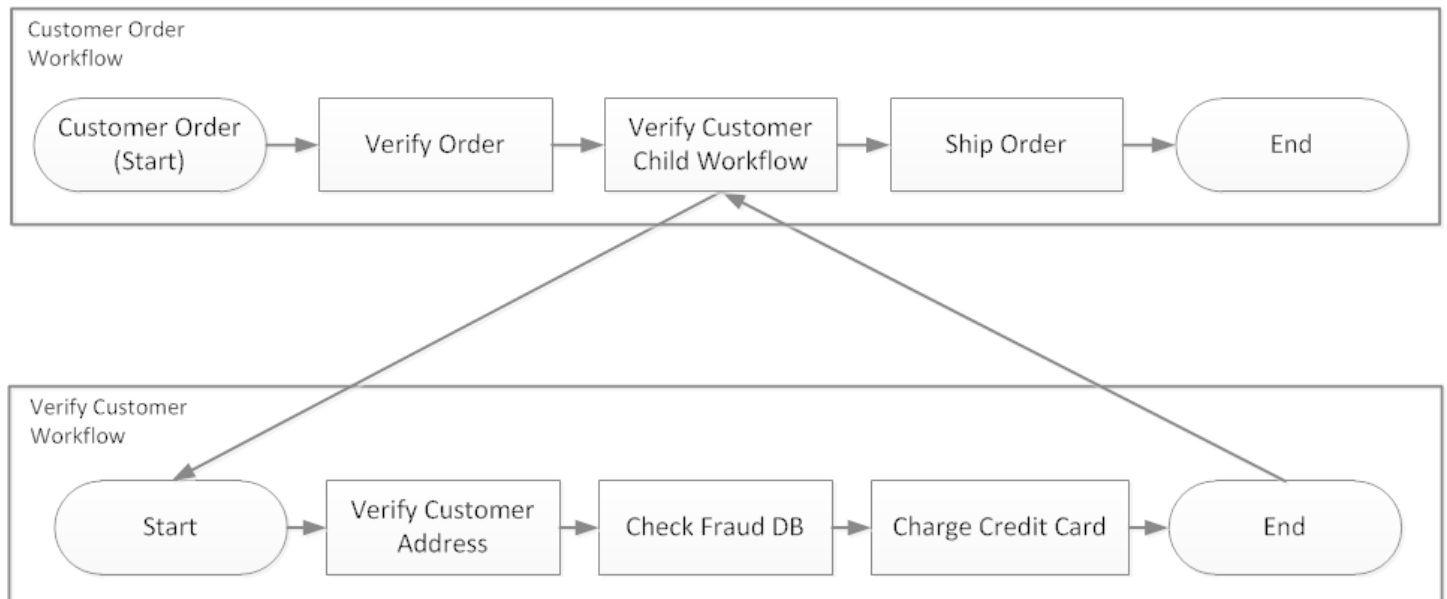 Customer Order
Workflow
Customer Order
(Start)
Verify Order
Verify Customer
Child Workflow
Ship Order
End
Verify Customer
Workflow
Start
Verify Customer
Address
Check Fraud DB
Charge Credit Card
End